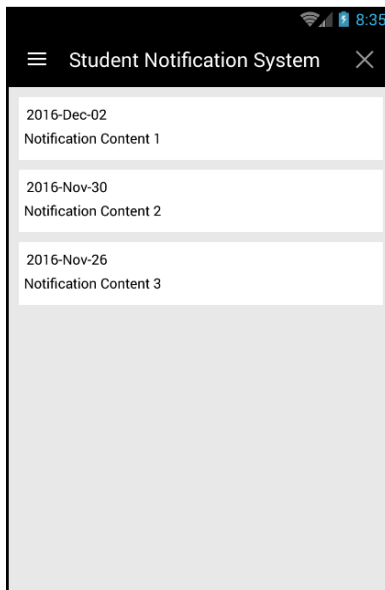 8:35
Student Notification System
2016-Dec-02
Notification Content 1
2016-Nov-30
Notification Content 2
2016-Nov-26
Notification Content 3